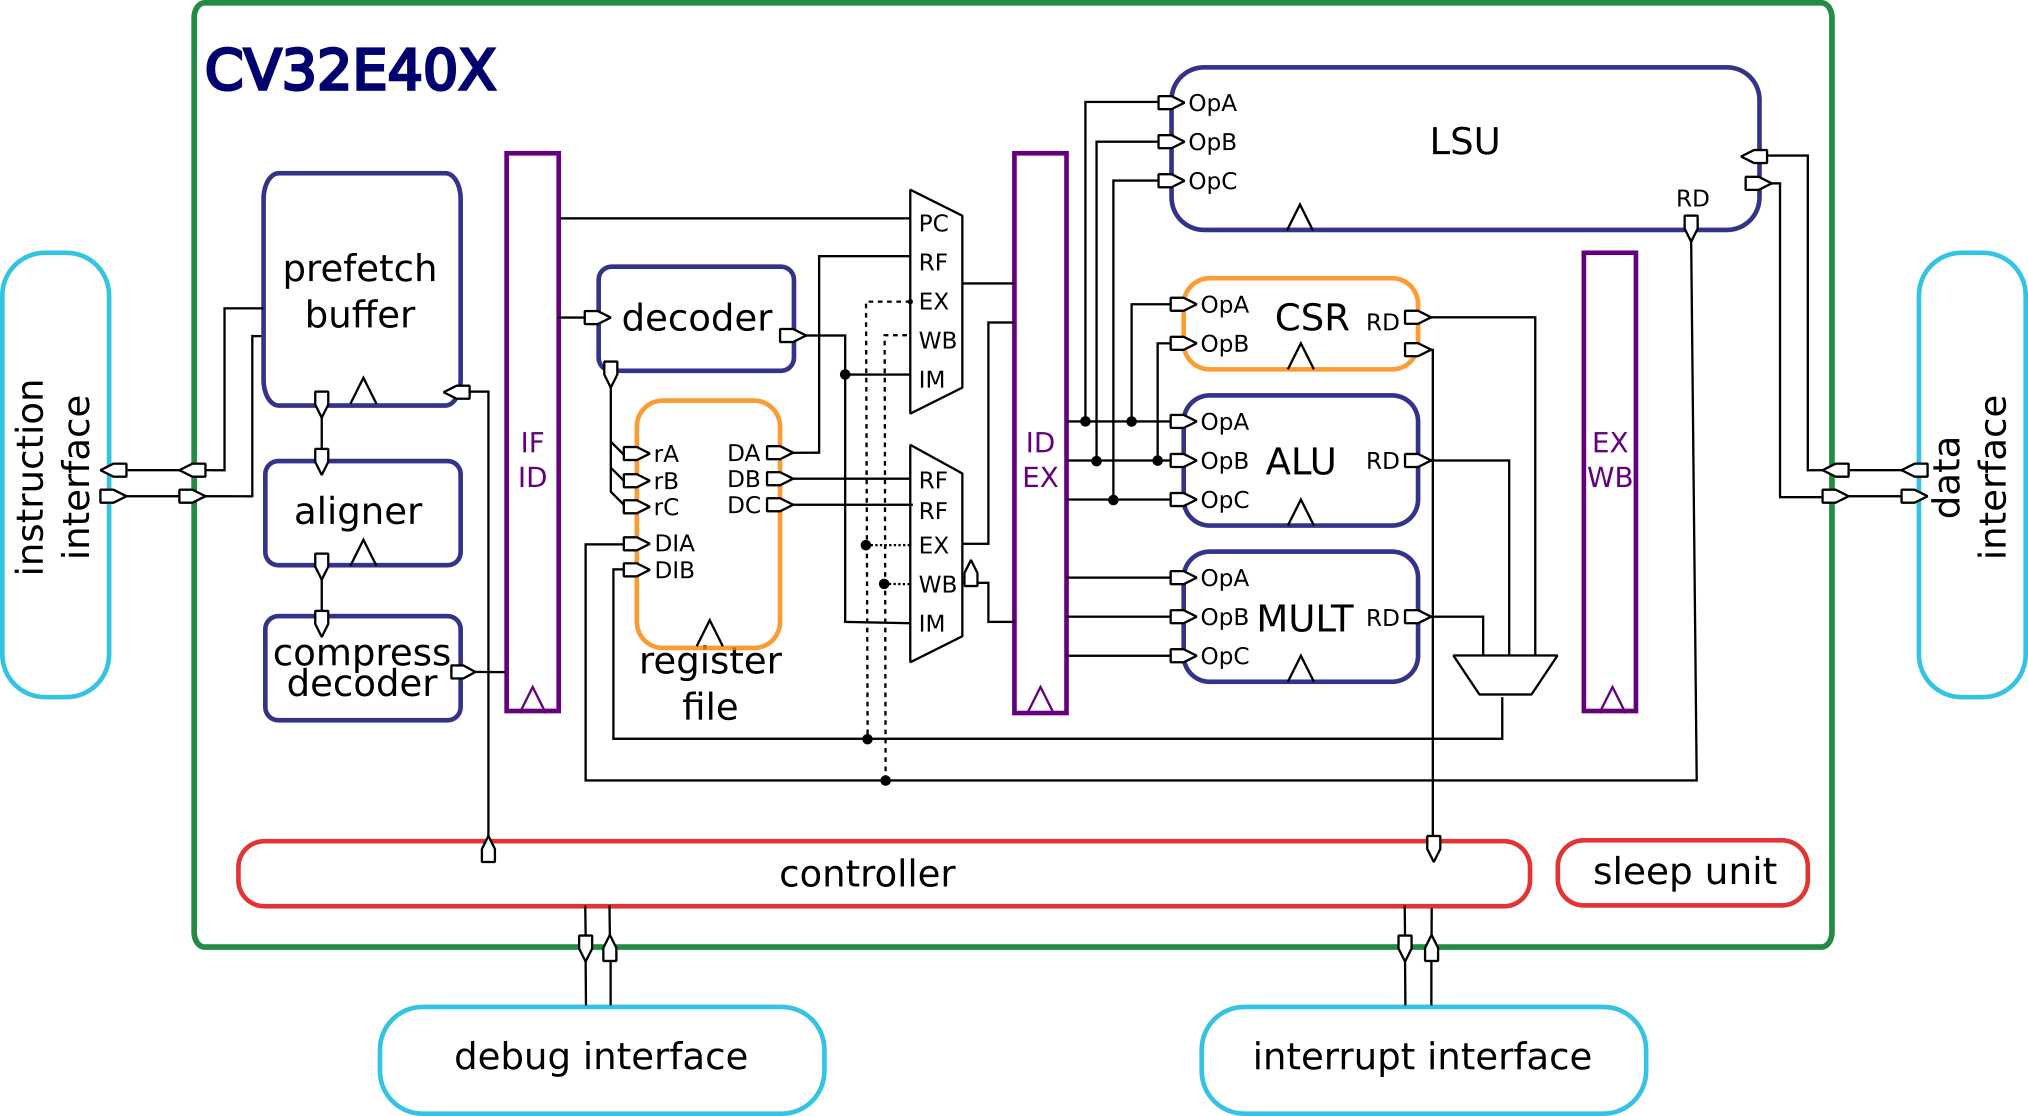 CV32E40X
instruction
interface
prefetch
buffer
aligner
compress
decoder
IF
ID
decoder
rA
rB
rC
DIA
DIB
DA
DB
DC
register
file
PC
RF
EX
WB
IM
RF
RF
EX
WB
IM
ID
EX
OpA
OpB
OpC
LSU
RD
OpA
OpB
CSR
RD
OpA
OpB
OpC
ALU
RD
OpA
OpB
OpC
MULT
RD
EX
WB
data
interface
controller
sleep unit
debug interface
interrupt interface